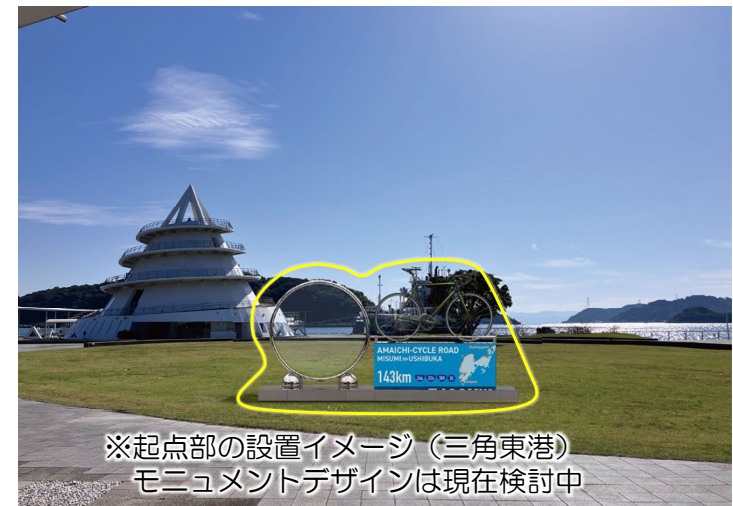 AMAICHI-CYCLE ROAD
MISUMI≫USHIBUKA
143km
※起点部の設置イメージ（三角東港）
モニュメントデザインは現在検討中